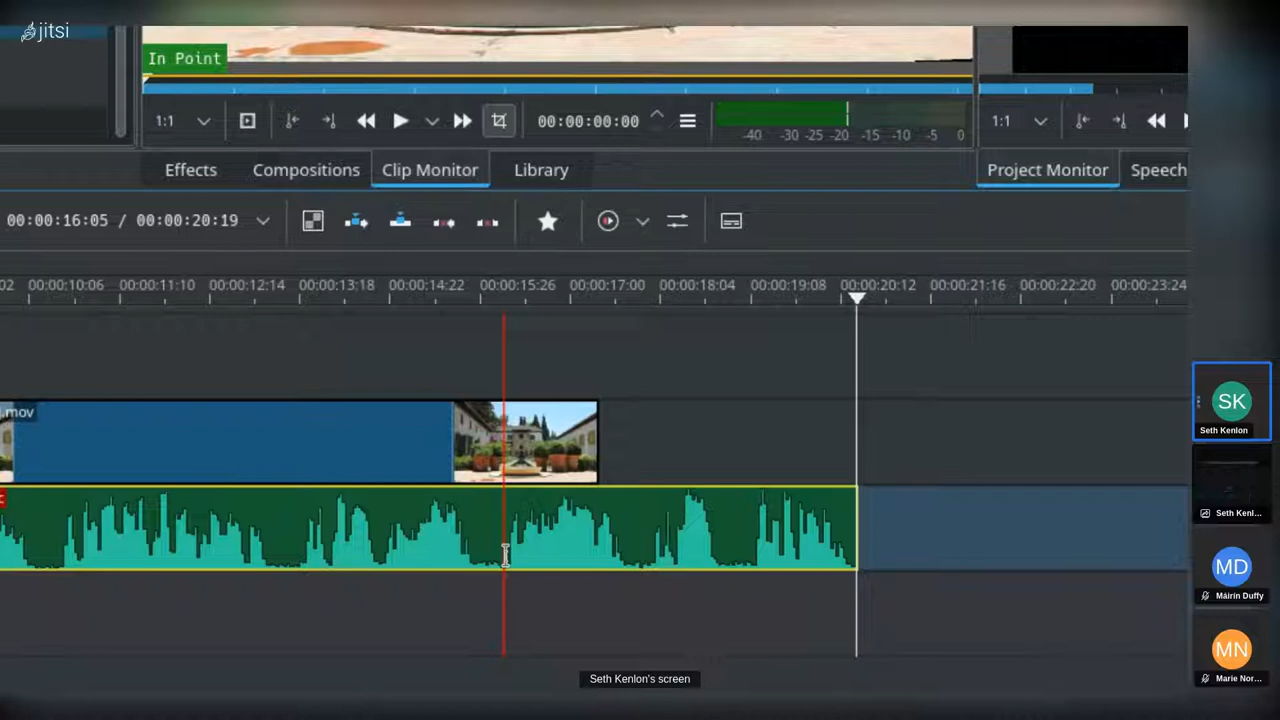 jitsi
In Point
1:1
00:00:00:00
-40 -30 -25 -20 -15 -10 -5 0
1:1
Effects Compositions Clip Monitor Library
Project Monitor Speech
00:00:16:05 / 00:00:20:19
02 00:00:10:06 00:00:11:10 00:00:12:14 00:00:13:18 00:00:14:22 00:00:15:26 00:00:17:00 00:00:18:04 00:00:19:08 00:00:20:12 00:00:21:16 00:00:22:20 00:00:23:24
.mov
SK
Seth Kenlon
Seth Kenl...
MD
Máirín Duffy
MN
Marie Nor...
Seth Kenlon's screen